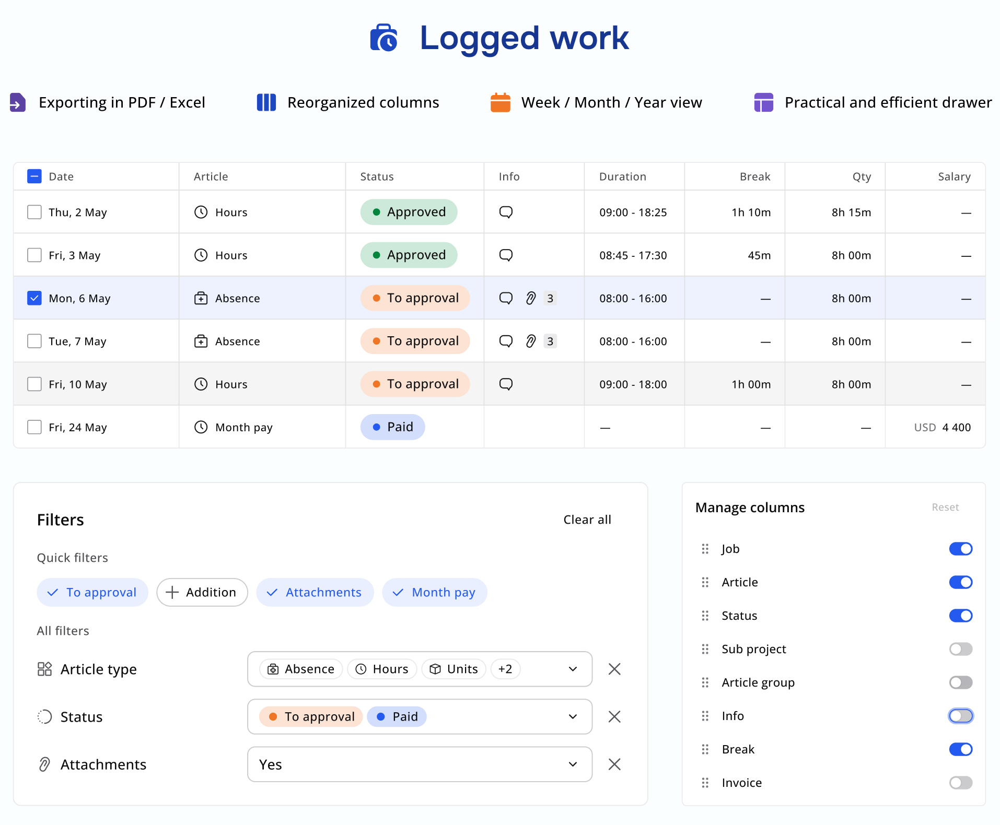 Logged work
Exporting in PDF / Excel
Reorganized columns
Week / Month / Year view
Practical and efficient drawer
Date Article Status Info Duration Break Qty Salary
Thu, 2 May Hours Approved 09:00 - 18:25 1h 10m 8h 15m —
Fri, 3 May Hours Approved 08:45 - 17:30 45m 8h 00m —
Mon, 6 May Absence To approval 3 08:00 - 16:00 — 8h 00m —
Tue, 7 May Absence To approval 3 08:00 - 16:00 — 8h 00m —
Fri, 10 May Hours To approval 09:00 - 18:00 1h 00m 8h 00m —
Fri, 24 May Month pay Paid — — — USD 4 400
Filters Clear all
Quick filters
To approval Addition Attachments Month pay
All filters
Article type Absence Hours Units +2
Status To approval Paid
Attachments Yes
Manage columns Reset
Job
Article
Status
Sub project
Article group
Info
Break
Invoice